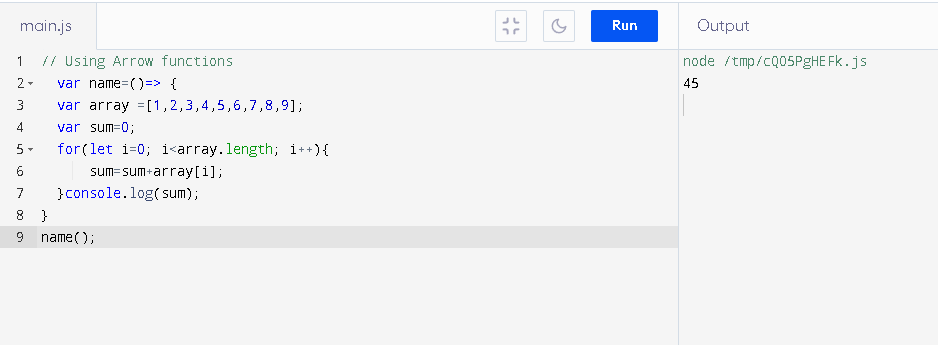 main.js
Run
Output
1 // Using Arrow functions
2 var name=()=> {
3 var array =[1,2,3,4,5,6,7,8,9];
4 var sum=0;
5 for(let i=0; i<array.length; i++){
6 sum=sum+array[i];
7 }console.log(sum);
8 }
9 name();
node /tmp/cQO5PgHEFk.js
45